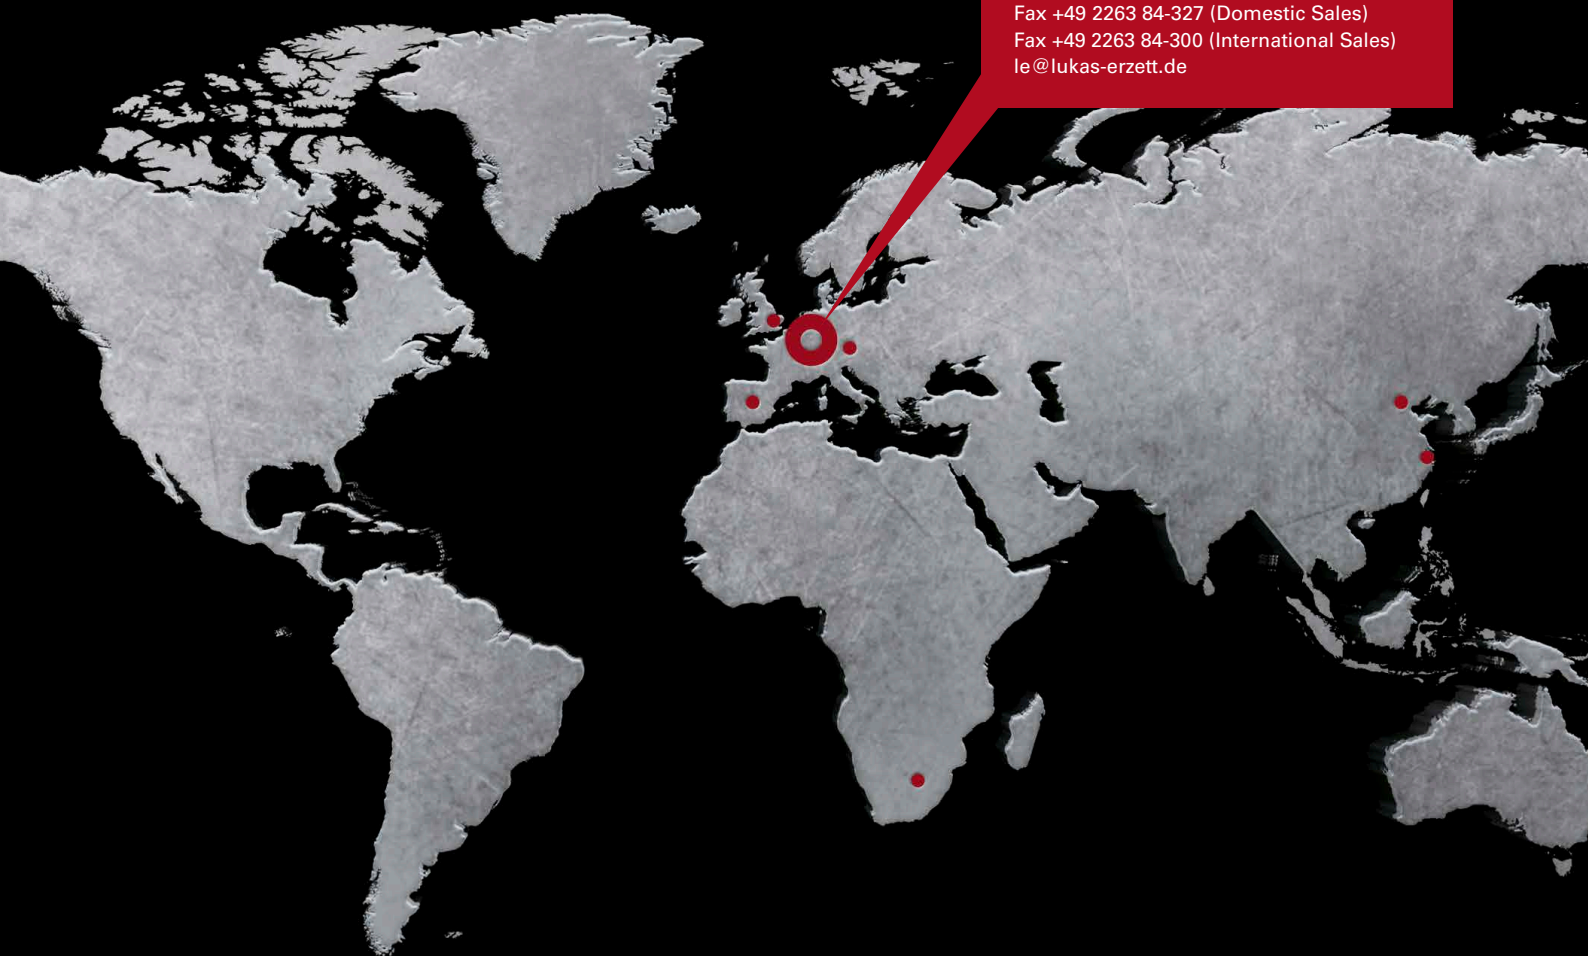 Fax +49 2263 84-327 (Domestic Sales)
Fax +49 2263 84-300 (International Sales)
le@lukas-erzett.de